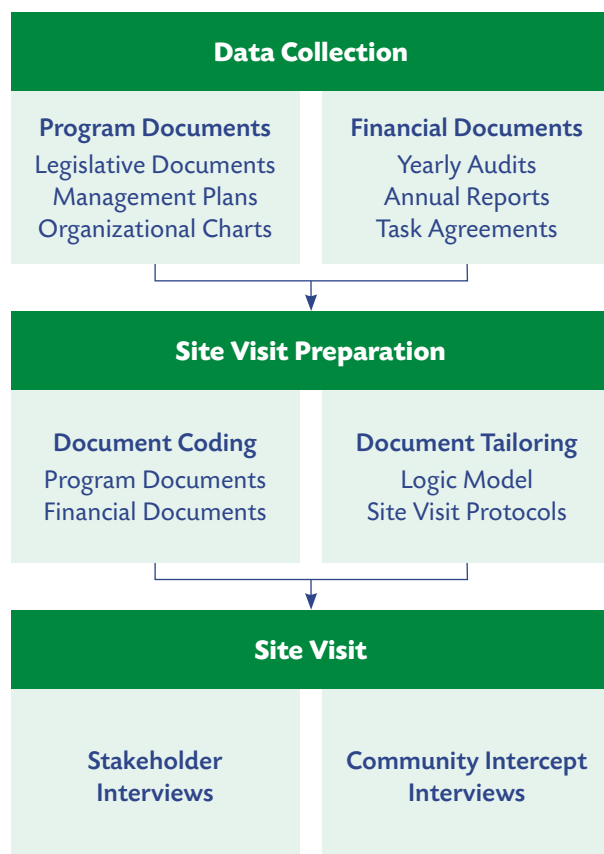 Data Collection
Program Documents
Legislative Documents
Management Plans
Organizational Charts
Financial Documents
Yearly Audits
Annual Reports
Task Agreements
Site Visit Preparation
Document Coding
Program Documents
Financial Documents
Document Tailoring
Logic Model
Site Visit Protocols
Site Visit
Stakeholder
Interviews
Community Intercept
Interviews